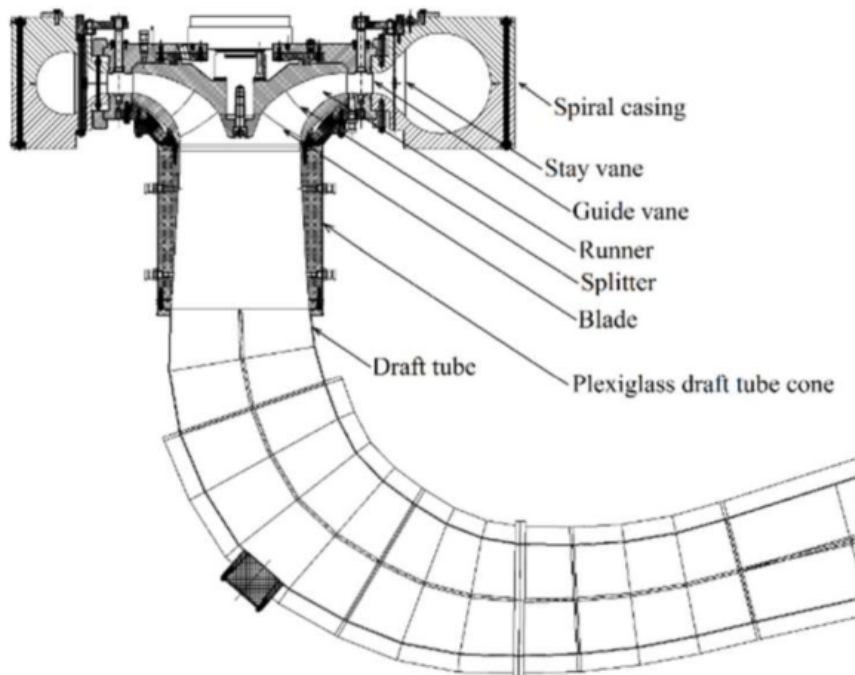 Spiral casing
Stay vane
Guide vane
Runner
Splitter
Blade
Draft tube
Plexiglass draft tube cone